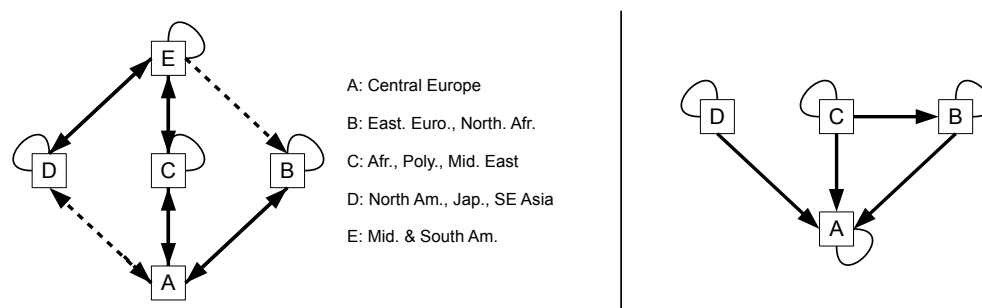 E
D
C
B
A
A: Central Europe
B: East. Euro., North. Afr.
C: Afr., Poly., Mid. East
D: North Am., Jap., SE Asia
E: Mid. & South Am.
D
C
B
A